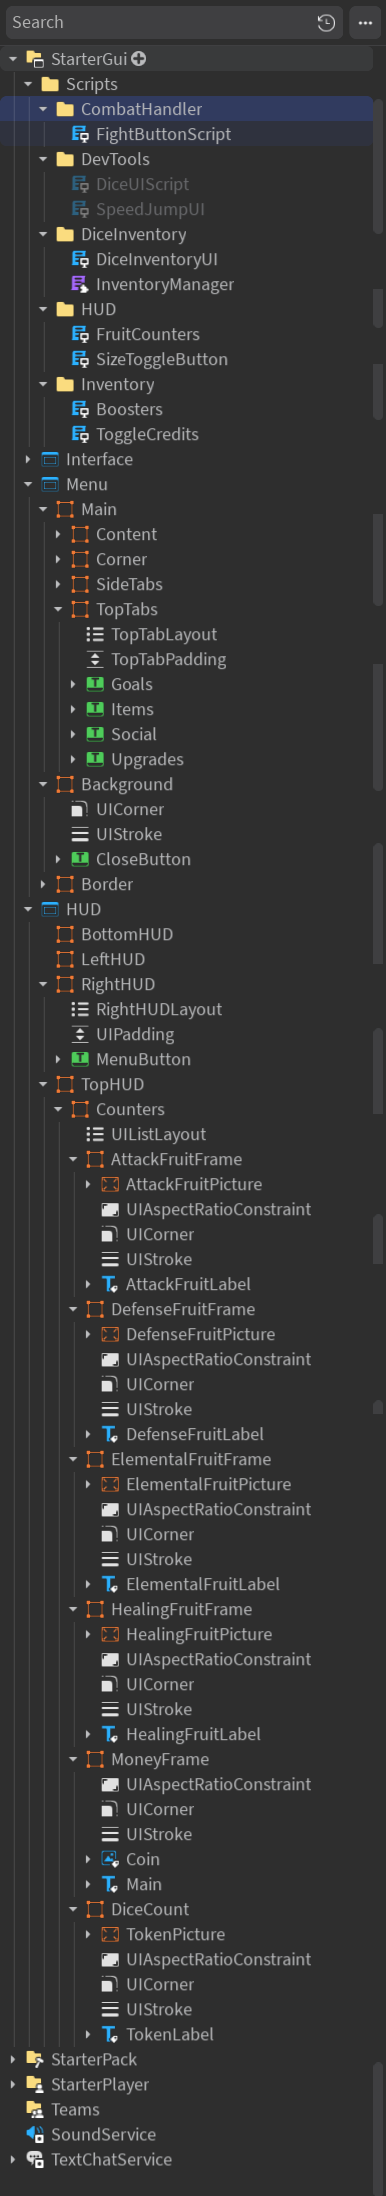 Search
StarterGui
Scripts
CombatHandler
FightButtonScript
DevTools
DiceUIScript
SpeedJumpUI
DiceInventory
DiceInventoryUI
InventoryManager
HUD
FruitCounters
SizeToggleButton
Inventory
Boosters
ToggleCredits
Interface
Menu
Main
Content
Corner
SideTabs
TopTabs
TopTabLayout
TopTabPadding
Goals
Items
Social
Upgrades
Background
UICorner
UIStroke
CloseButton
Border
HUD
BottomHUD
LeftHUD
RightHUD
RightHUDLayout
UIPadding
MenuButton
TopHUD
Counters
UIListLayout
AttackFruitFrame
AttackFruitPicture
UIAspectRatioConstraint
UICorner
UIStroke
AttackFruitLabel
DefenseFruitFrame
DefenseFruitPicture
UIAspectRatioConstraint
UICorner
UIStroke
DefenseFruitLabel
ElementalFruitFrame
ElementalFruitPicture
UIAspectRatioConstraint
UICorner
UIStroke
ElementalFruitLabel
HealingFruitFrame
HealingFruitPicture
UIAspectRatioConstraint
UICorner
UIStroke
HealingFruitLabel
MoneyFrame
UIAspectRatioConstraint
UICorner
UIStroke
Coin
Main
DiceCount
TokenPicture
UIAspectRatioConstraint
UICorner
UIStroke
TokenLabel
StarterPack
StarterPlayer
Teams
SoundService
TextChatService